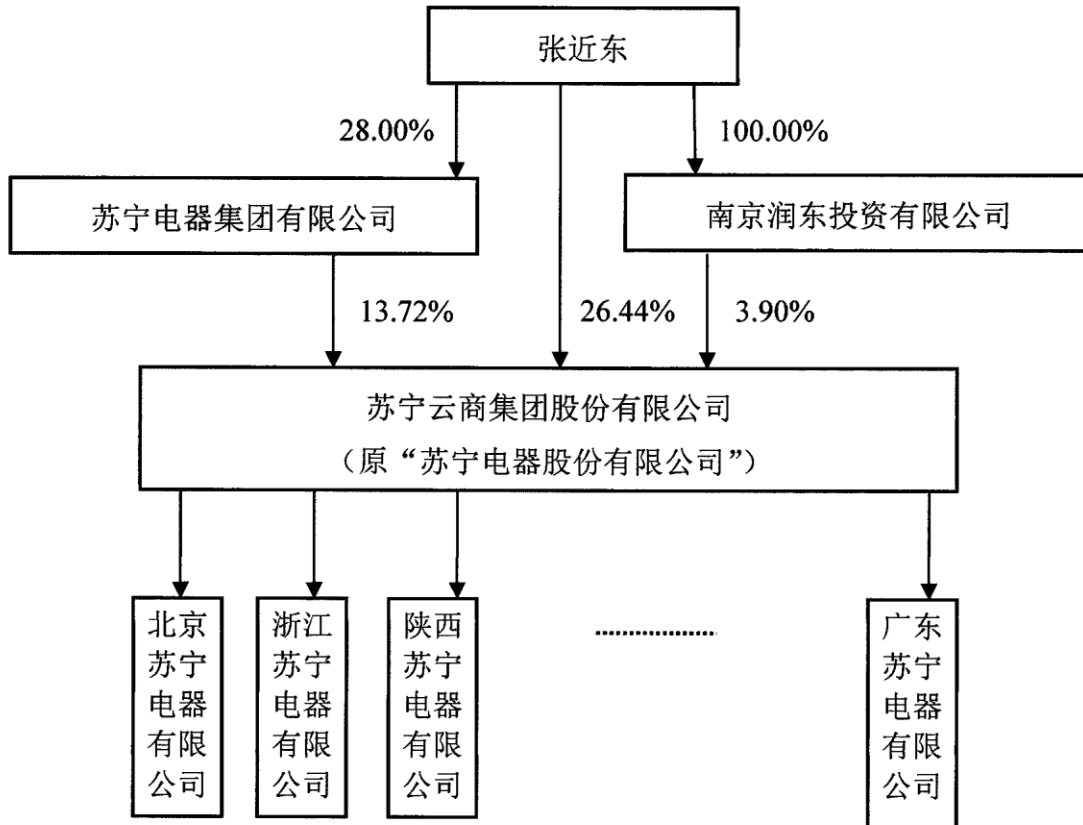 张近东
28.00%
100.00%
苏宁电器集团有限公司
南京润东投资有限公司
13.72%
26.44%
3.90%
苏宁云商集团股份有限公司
（原“苏宁电器股份有限公司”）
北京
苏宁
电器
有限
公司
浙江
苏宁
电器
有限
公司
陕西
苏宁
电器
有限
公司
广东
苏宁
电器
有限
公司